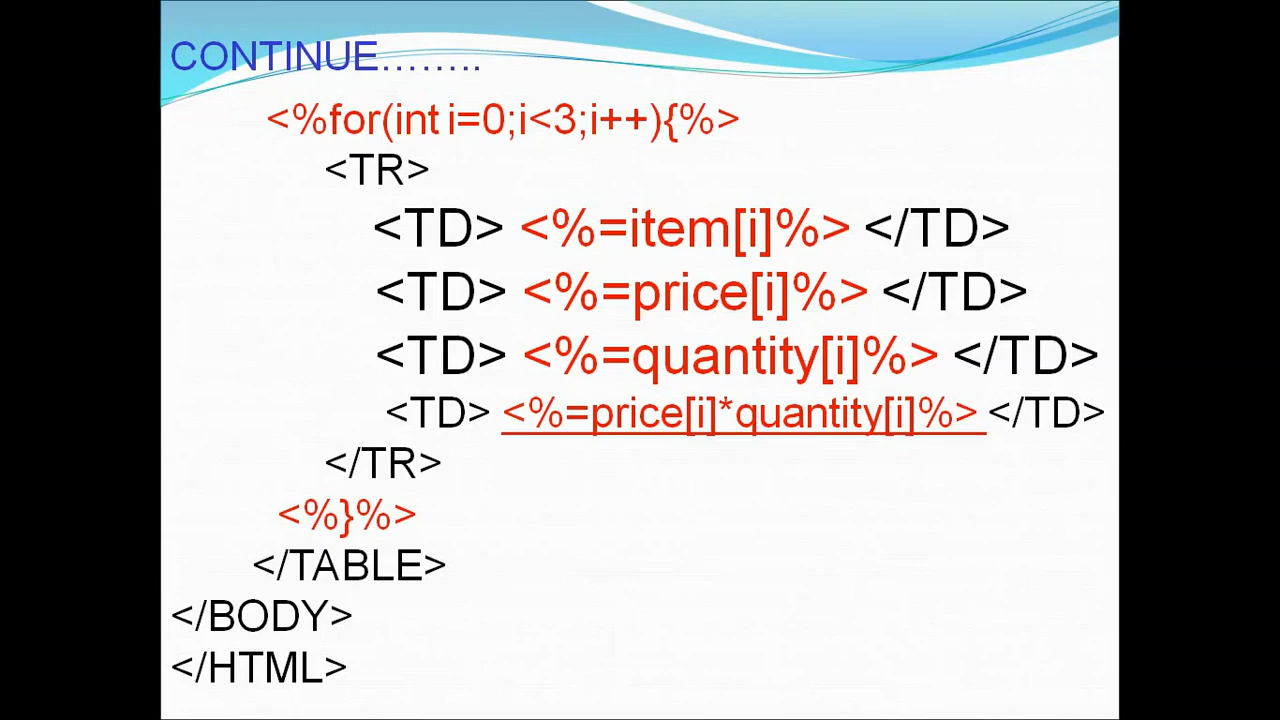 CONTINUE........
<%for(int i=0;i<3;i++){%>
<TR>
<TD> <%=item[i]%> </TD>
<TD> <%=price[i]%> </TD>
<TD> <%=quantity[i]%> </TD>
<TD> <%=price[i]*quantity[i]%> </TD>
</TR>
<%}%>
</TABLE>
</BODY>
</HTML>